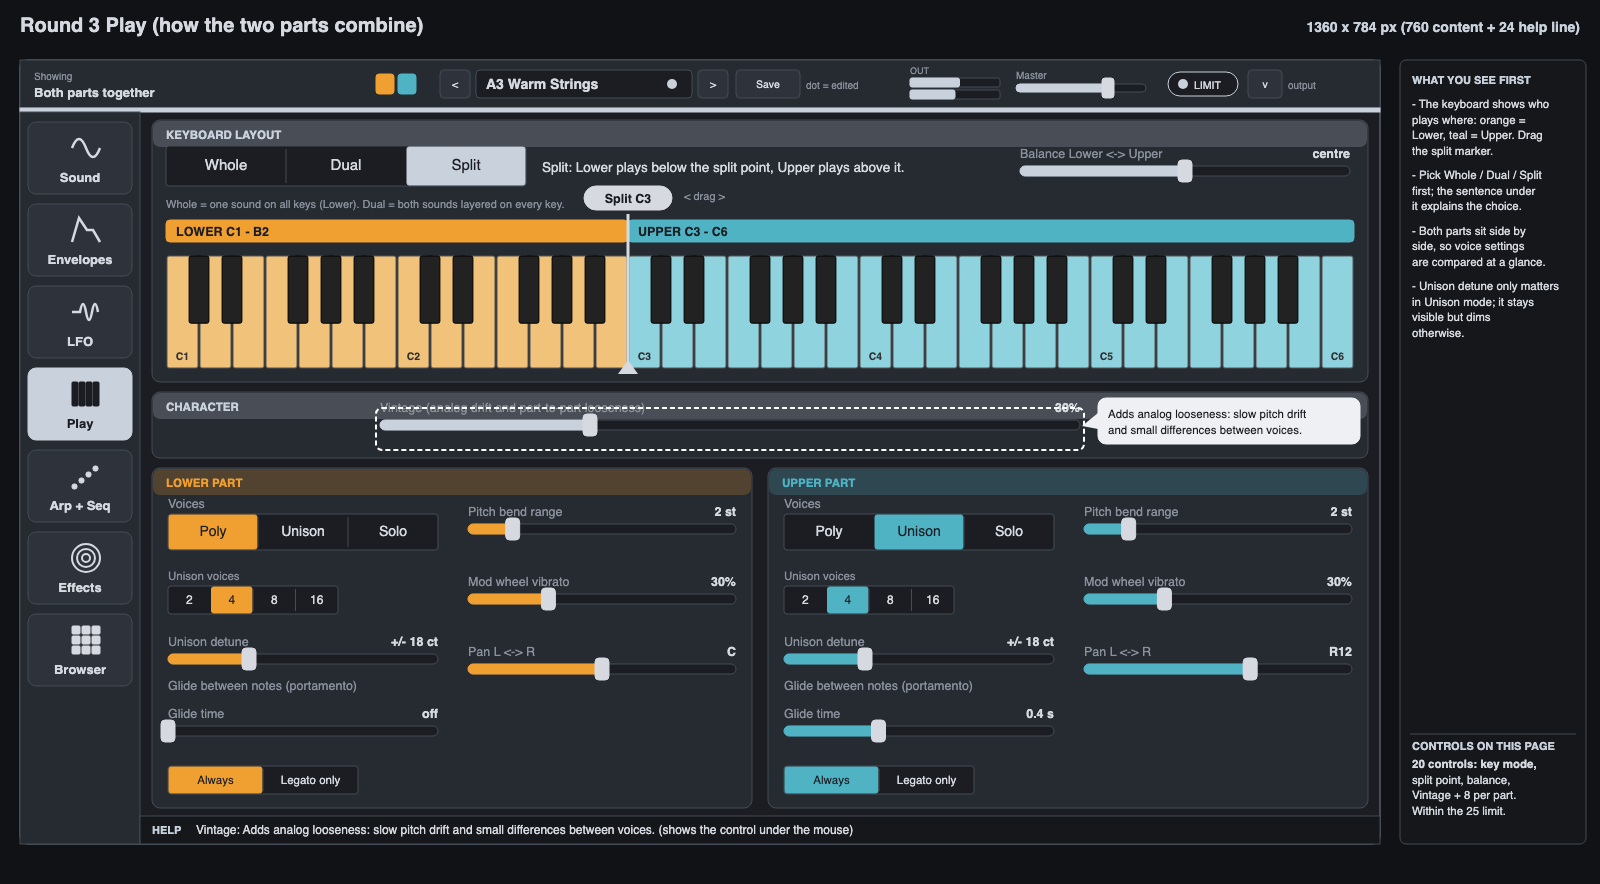 Round 3 Play (how the two parts combine)
1360 x 784 px (760 content + 24 help line)
Showing
Both parts together
<
A3 Warm Strings
>
Save
dot = edited
OUT
Master
LIMIT
v
output
Sound
Envelopes
LFO
Play
Arp + Seq
Effects
Browser
KEYBOARD LAYOUT
Whole
Dual
Split
Split: Lower plays below the split point, Upper plays above it.
Balance Lower <-> Upper
centre
Whole = one sound on all keys (Lower). Dual = both sounds layered on every key.
Split C3
< drag >
LOWER C1 - B2
UPPER C3 - C6
C1
C2
C3
C4
C5
C6
CHARACTER
Vintage (analog drift and part to part looseness)
30%
Adds analog looseness: slow pitch drift
and small differences between voices.
LOWER PART
Voices
Poly
Unison
Solo
Unison voices
2
4
8
16
Unison detune
+/- 18 ct
Glide between notes (portamento)
Glide time
off
Always
Legato only
Pitch bend range
2 st
Mod wheel vibrato
30%
Pan L <-> R
C
UPPER PART
Voices
Poly
Unison
Solo
Unison voices
2
4
8
16
Unison detune
+/- 18 ct
Glide between notes (portamento)
Glide time
0.4 s
Always
Legato only
Pitch bend range
2 st
Mod wheel vibrato
30%
Pan L <-> R
R12
HELP
Vintage: Adds analog looseness: slow pitch drift and small differences between voices. (shows the control under the mouse)
WHAT YOU SEE FIRST
- The keyboard shows who
plays where: orange =
Lower, teal = Upper. Drag
the split marker.
- Pick Whole / Dual / Split
first; the sentence under
it explains the choice.
- Both parts sit side by
side, so voice settings
are compared at a glance.
- Unison detune only matters
in Unison mode; it stays
visible but dims
otherwise.
CONTROLS ON THIS PAGE
20 controls: key mode,
split point, balance,
Vintage + 8 per part.
Within the 25 limit.